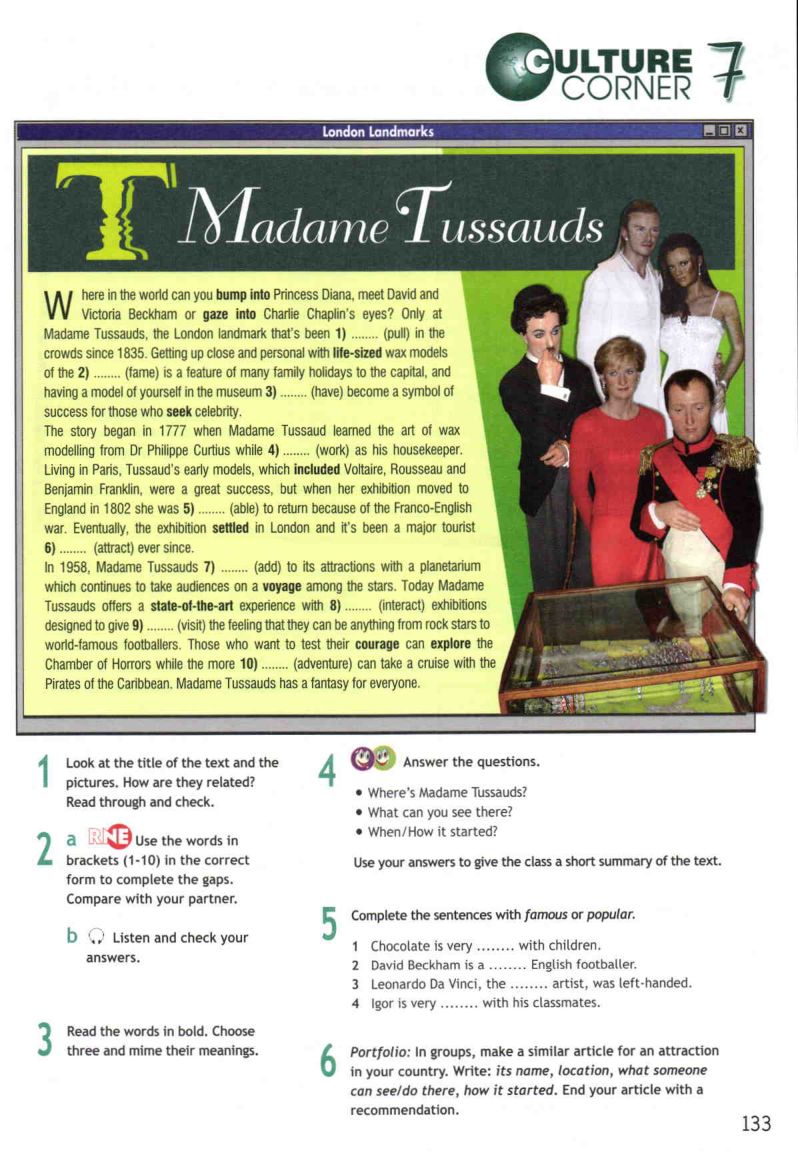 CULTURE
CORNER 7
London Landmarks
Madame Tussauds
Where in the world can you bump into Princess Diana, meet David and
Victoria Beckham or gaze into Charlie Chaplin's eyes? Only at
Madame Tussauds, the London landmark that's been 1) ........ (pull) in the
crowds since 1835. Getting up close and personal with life-sized wax models
of the 2) ........ (fame) is a feature of many family holidays to the capital, and
having a model of yourself in the museum 3) ........ (have) become a symbol of
success for those who seek celebrity.
The story began in 1777 when Madame Tussaud learned the art of wax
modelling from Dr Philippe Curtius while 4) ........ (work) as his housekeeper.
Living in Paris, Tussaud's early models, which included Voltaire, Rousseau and
Benjamin Franklin, were a great success, but when her exhibition moved to
England in 1802 she was 5) ........ (able) to return because of the Franco-English
war. Eventually, the exhibition settled in London and it's been a major tourist
6) ........ (attract) ever since.
In 1958, Madame Tussauds 7) ........ (add) to its attractions with a planetarium
which continues to take audiences on a voyage among the stars. Today Madame
Tussauds offers a state-of-the-art experience with 8) ........ (interact) exhibitions
designed to give 9) ........ (visit) the feeling that they can be anything from rock stars to
world-famous footballers. Those who want to test their courage can explore the
Chamber of Horrors while the more 10) ........ (adventure) can take a cruise with the
Pirates of the Caribbean. Madame Tussauds has a fantasy for everyone.
1 Look at the title of the text and the
pictures. How are they related?
Read through and check.
2 a RNE Use the words in
brackets (1-10) in the correct
form to complete the gaps.
Compare with your partner.
b Listen and check your
answers.
3 Read the words in bold. Choose
three and mime their meanings.
4 Answer the questions.
• Where's Madame Tussauds?
• What can you see there?
• When/How it started?
Use your answers to give the class a short summary of the text.
5 Complete the sentences with famous or popular.
1 Chocolate is very ........ with children.
2 David Beckham is a ........ English footballer.
3 Leonardo Da Vinci, the ........ artist, was left-handed.
4 Igor is very ........ with his classmates.
6 Portfolio: In groups, make a similar article for an attraction
in your country. Write: its name, location, what someone
can see/do there, how it started. End your article with a
recommendation.
133